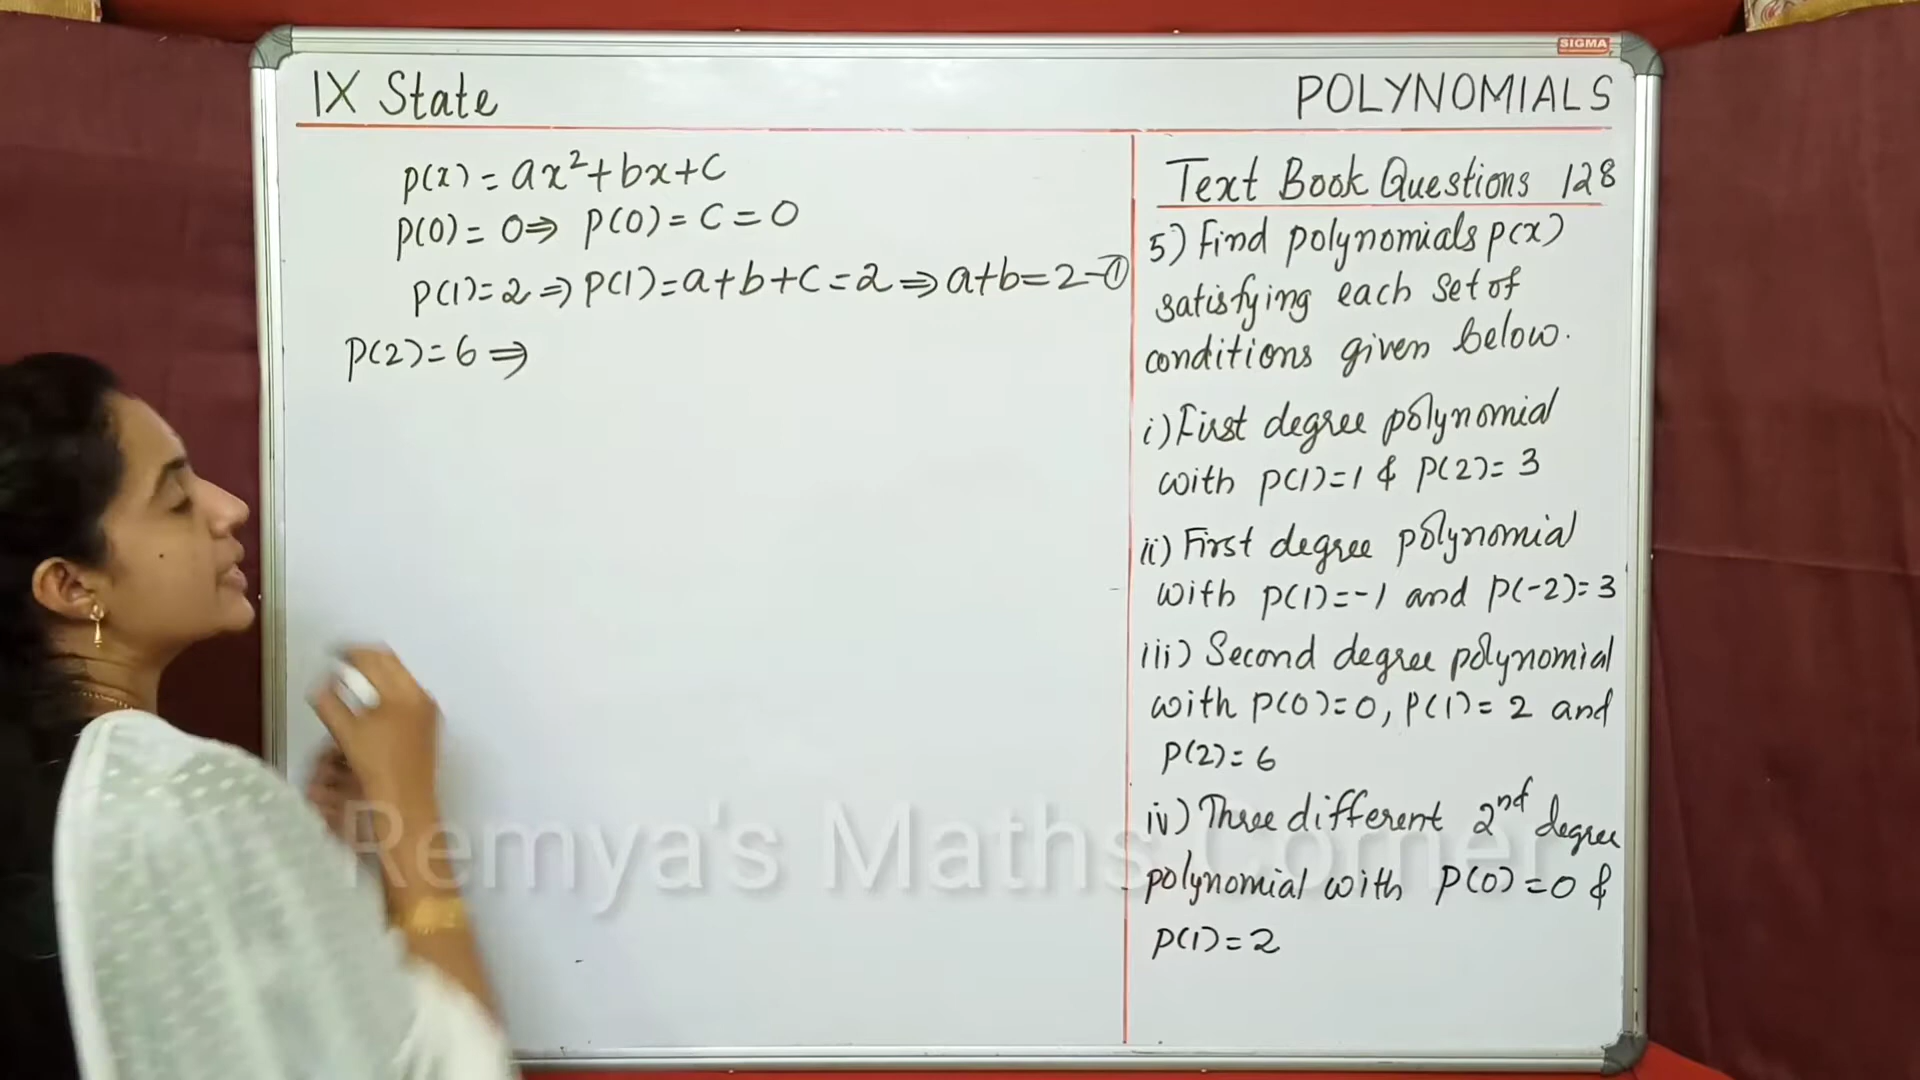 SIGMA
IX State
POLYNOMIALS
p(x) = ax²+bx+c
p(0) = 0 ⇒ p(0) = c = 0
p(1) = 2 ⇒ p(1) = a+b+c = 2 ⇒ a+b = 2 - ①
p(2) = 6 ⇒
Text Book Questions 128
5) Find polynomials p(x)
satisfying each set of
conditions given below.
i) First degree polynomial
with p(1)=1 & p(2)= 3
ii) First degree polynomial
with p(1)=-1 and p(-2)=3
iii) Second degree polynomial
with p(0)=0, p(1)= 2 and
p(2)= 6
iv) Three different 2nd degree
polynomial with p(0)=0 &
p(1)=2
Remya's Maths Corner